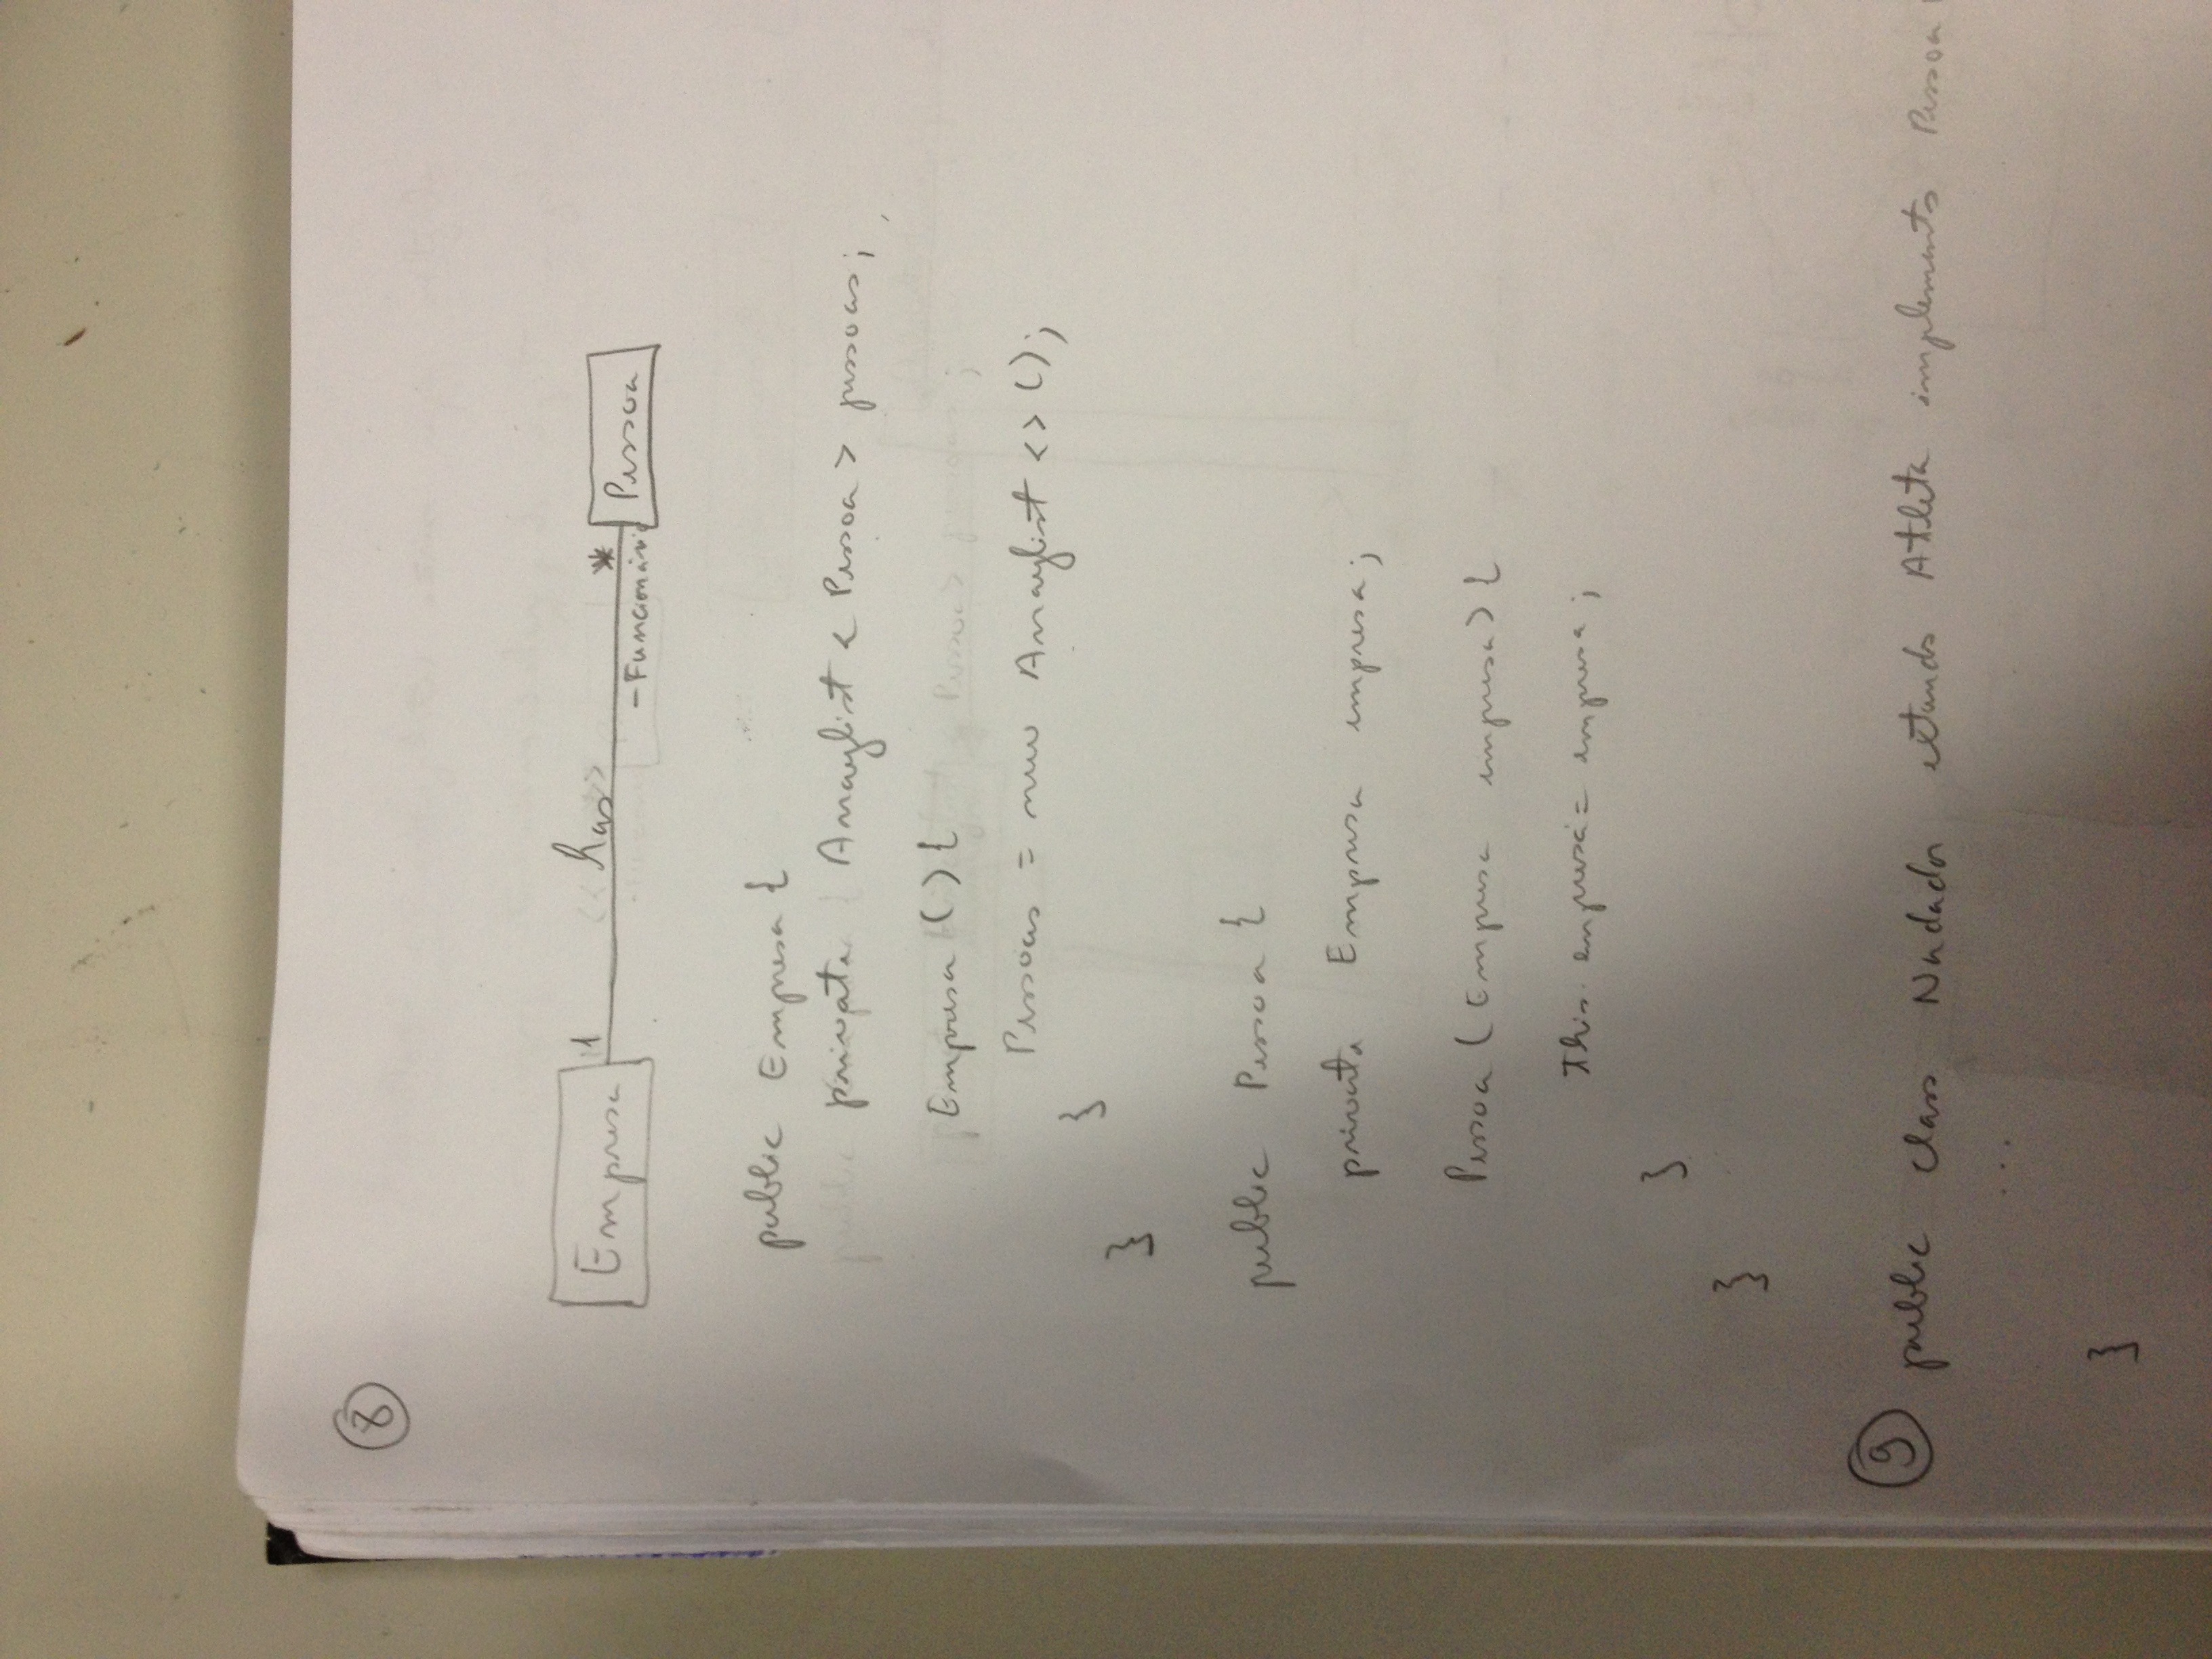 8
Empresa 1 has * Pessoa
-Funcionário
public Empresa {
private Arraylist < Pessoa > pessoas;
Empresa () {
Pessoas = new Arraylist <> ();
}
}
public Pessoa {
private Empresa empresa;
Pessoa (Empresa empresa) {
this.empresa = empresa;
}
}
9 public class Nadador extends Atleta implements Pessoa {
...
}